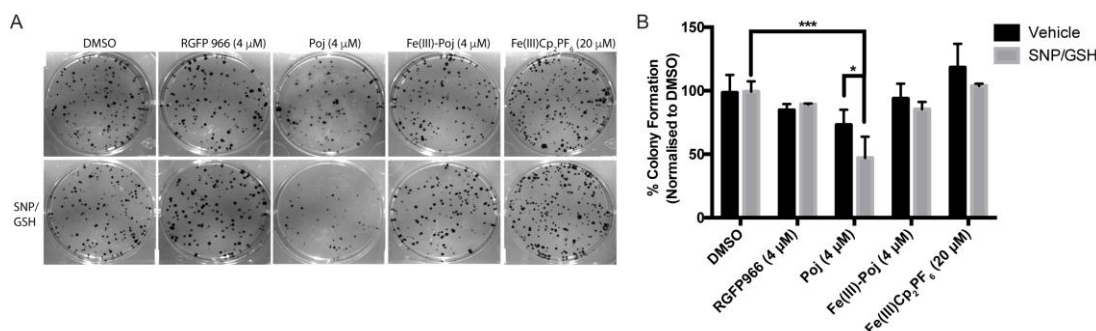 A
DMSO
RGFP 966 (4 μM)
Poj (4 μM)
Fe(III)-Poj (4 μM)
Fe(III)Cp₂PF₆ (20 μM)
SNP/
GSH
B
***
*
Vehicle
SNP/GSH
% Colony Formation
(Normalised to DMSO)
150
100
50
0
DMSO
RGFP966 (4 μM)
Poj (4 μM)
Fe(III)-Poj (4 μM)
Fe(III)Cp₂PF₆ (20 μM)